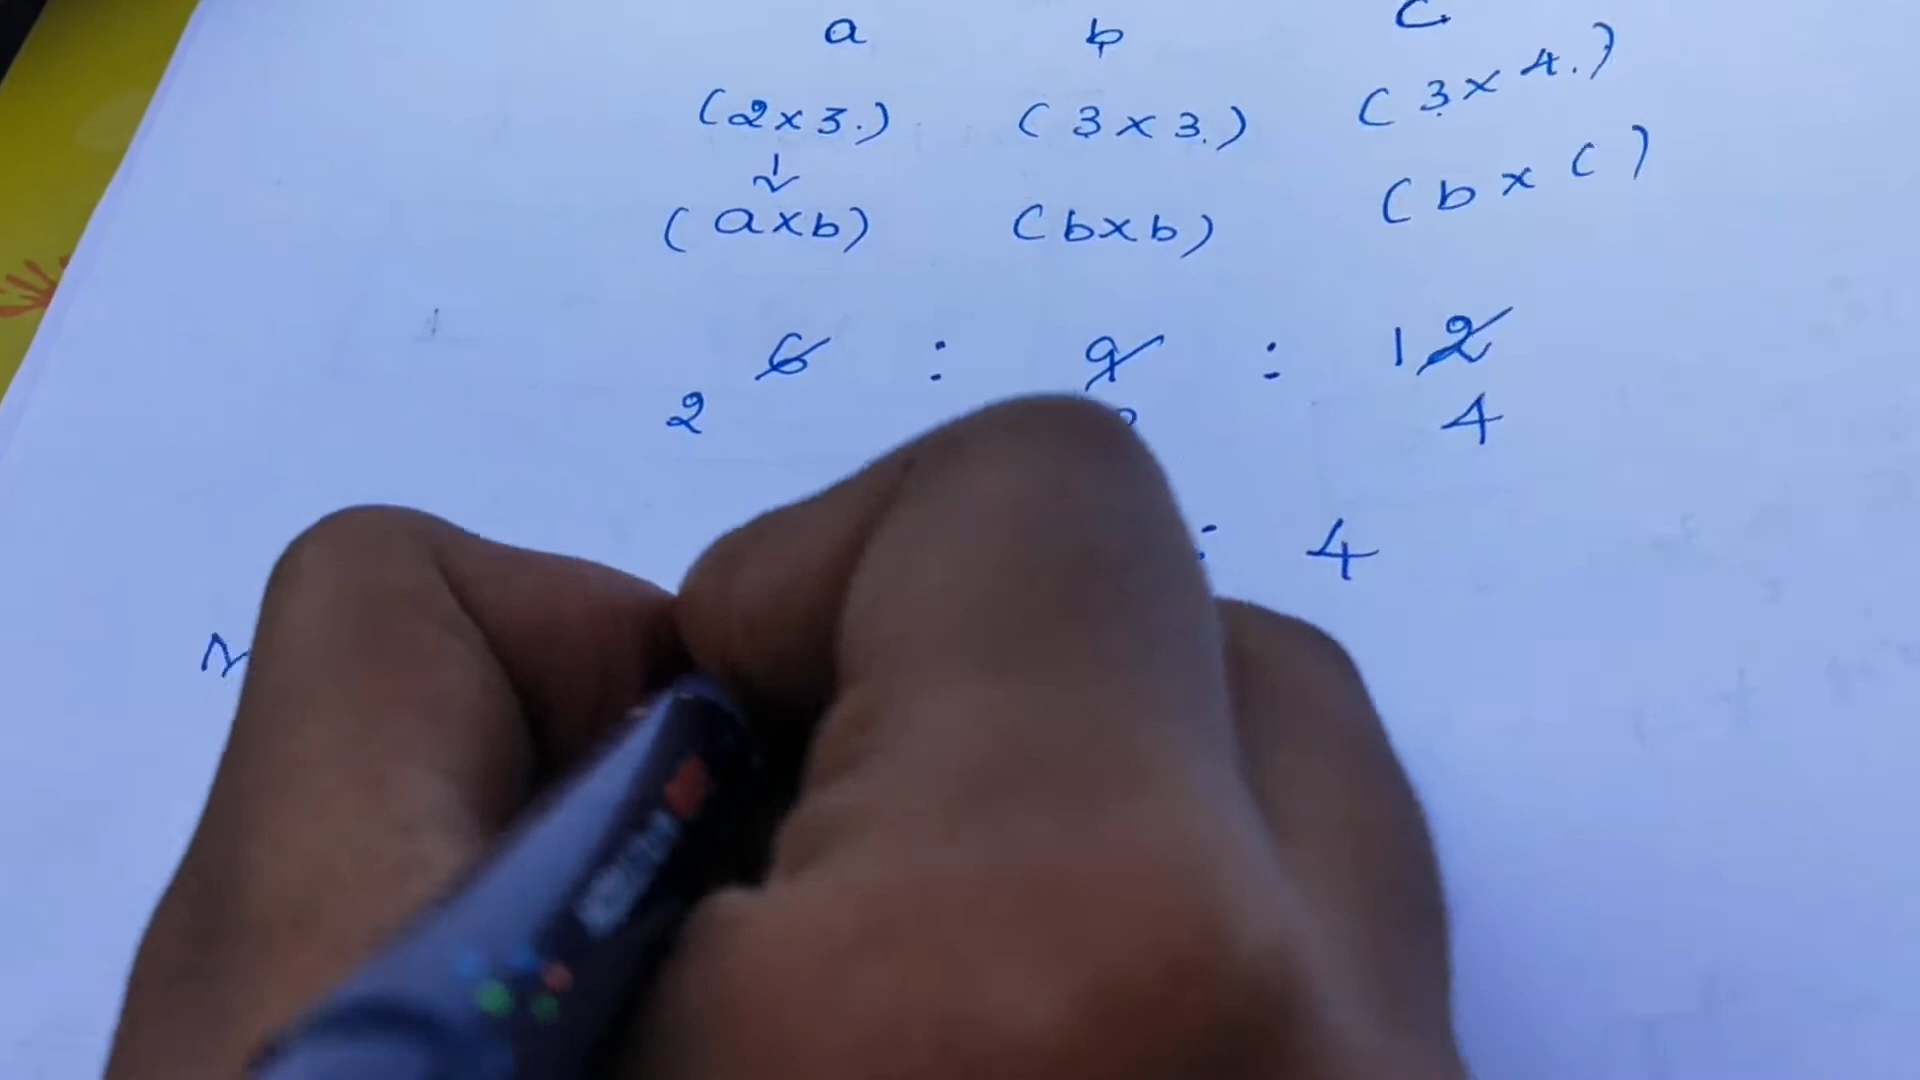 a b c
(2×3.) (3×3.) (3×4.)
(a×b) (b×b) (b×c)
6 : 9 : 12
2 4
: 4